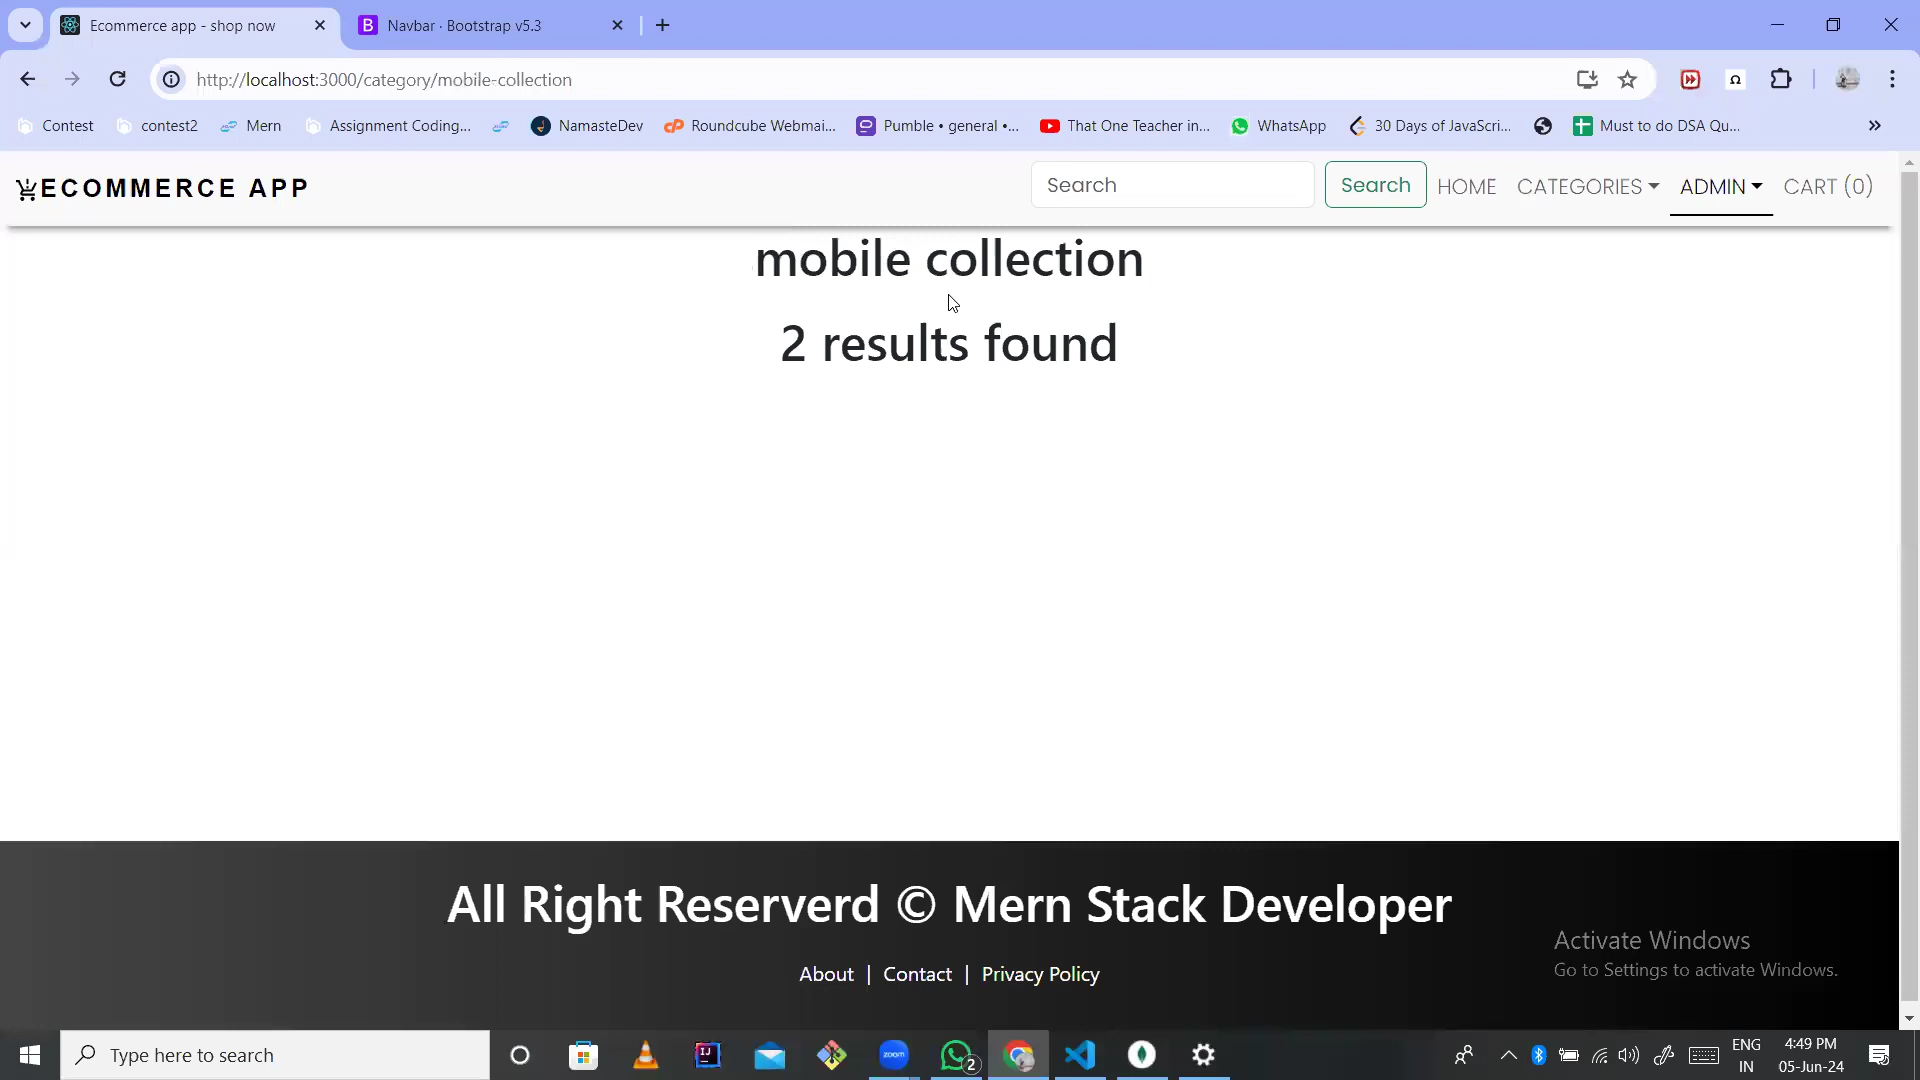 Ecommerce app - shop now
Navbar · Bootstrap v5.3
http://localhost:3000/category/mobile-collection
Contest
contest2
Mern
Assignment Coding...
NamasteDev
Roundcube Webmai...
Pumble • general •...
That One Teacher in...
WhatsApp
30 Days of JavaScri...
Must to do DSA Qu...
ECOMMERCE APP
Search
Search
HOME
CATEGORIES
ADMIN
CART (0)
mobile collection
2 results found
All Right Reserverd © Mern Stack Developer
About | Contact | Privacy Policy
Activate Windows
Go to Settings to activate Windows.
Type here to search
zoom
2
ENG
IN
4:49 PM
05-Jun-24